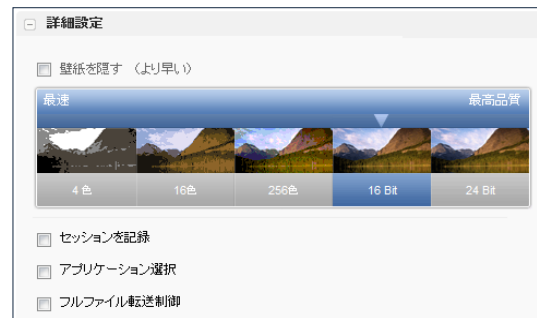 詳細設定
壁紙を隠す （より早い）
最速 最高品質
4 色 16色 256色 16 Bit 24 Bit
セッションを記録
アプリケーション選択
フルファイル転送制御